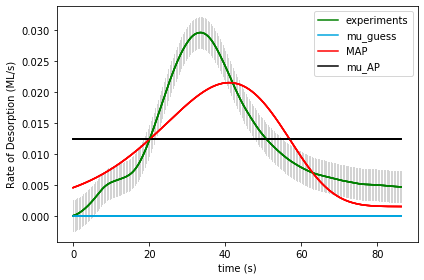 0.030
0.025
0.020
0.015
0.010
0.005
0.000
Rate of Desorption (ML/s)
experiments
mu_guess
MAP
mu_AP
0 20 40 60 80
time (s)